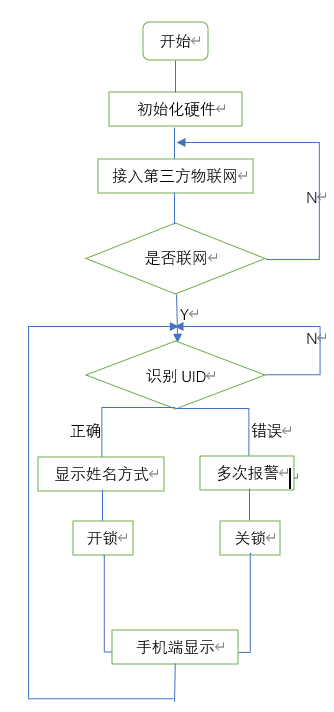 开始
初始化硬件
接入第三方物联网
N
是否联网
Y
N
识别 UID
正确
错误
显示姓名方式
多次报警
开锁
关锁
手机端显示